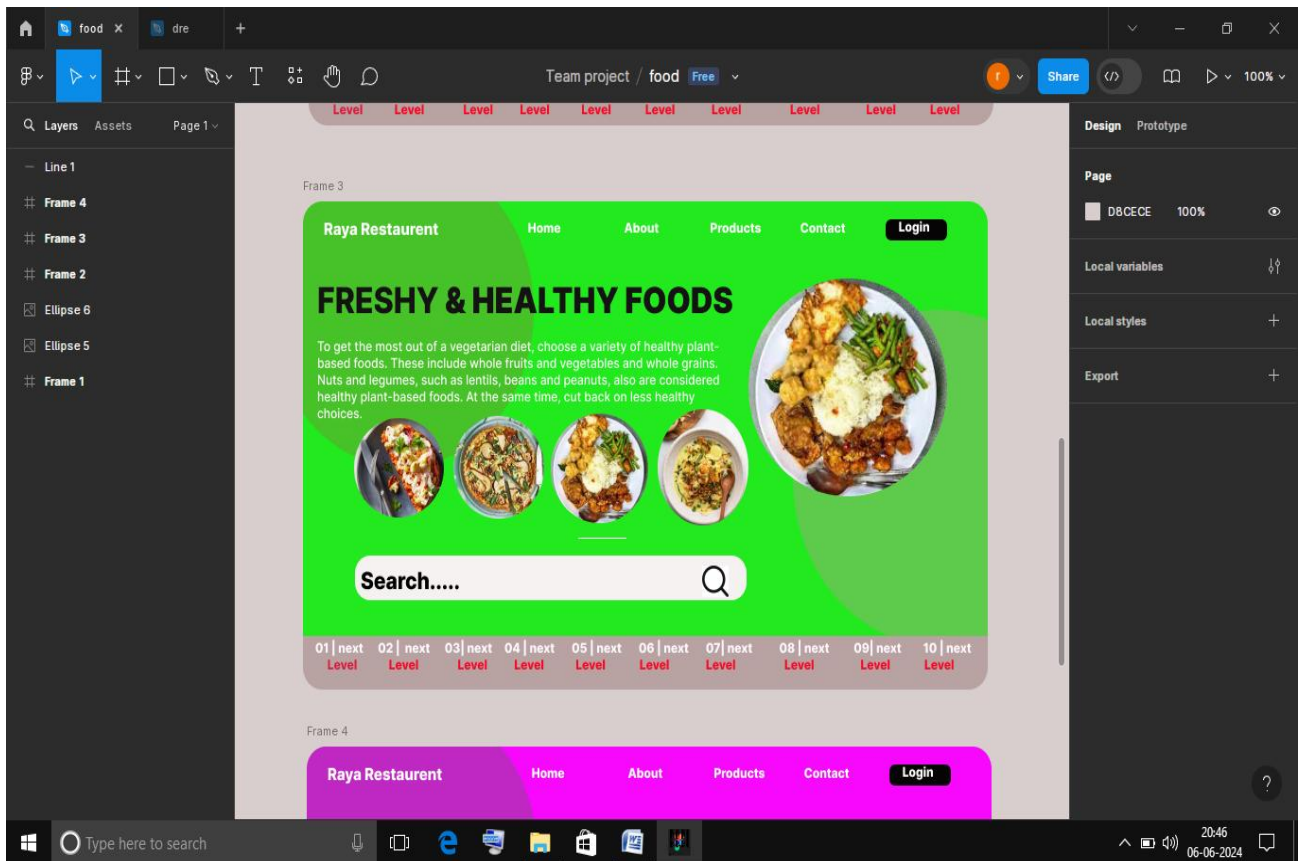 food
dre
Team project / food Free
Share
100%
Layers Assets Page 1
Line 1
Frame 4
Frame 3
Frame 2
Ellipse 6
Ellipse 5
Frame 1
Level Level Level Level Level Level Level Level Level Level
Frame 3
Raya Restaurent Home About Products Contact Login
FRESHY & HEALTHY FOODS
To get the most out of a vegetarian diet, choose a variety of healthy plant-
based foods. These include whole fruits and vegetables and whole grains.
Nuts and legumes, such as lentils, beans and peanuts, also are considered
healthy plant-based foods. At the same time, cut back on less healthy
choices.
Search.....
01| next 02| next 03| next 04| next 05| next 06| next 07| next 08| next 09| next 10| next
Level Level Level Level Level Level Level Level Level Level
Frame 4
Raya Restaurent Home About Products Contact Login
Design Prototype
Page
D8CECE 100%
Local variables
Local styles
Export
?
Type here to search
20:46
06-06-2024